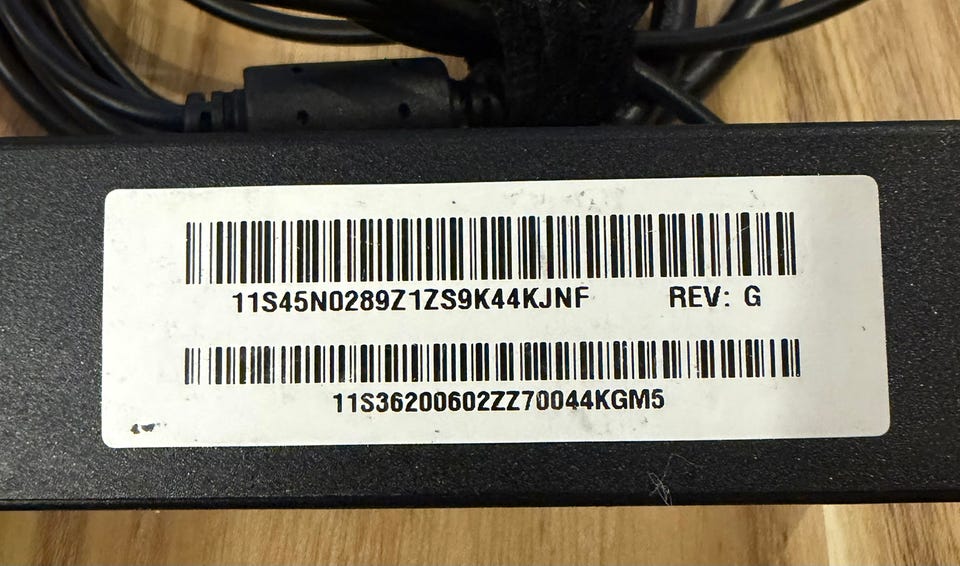 11S45N0289Z1ZS9K44KJNF REV: G
11S36200602ZZ70044KGM5